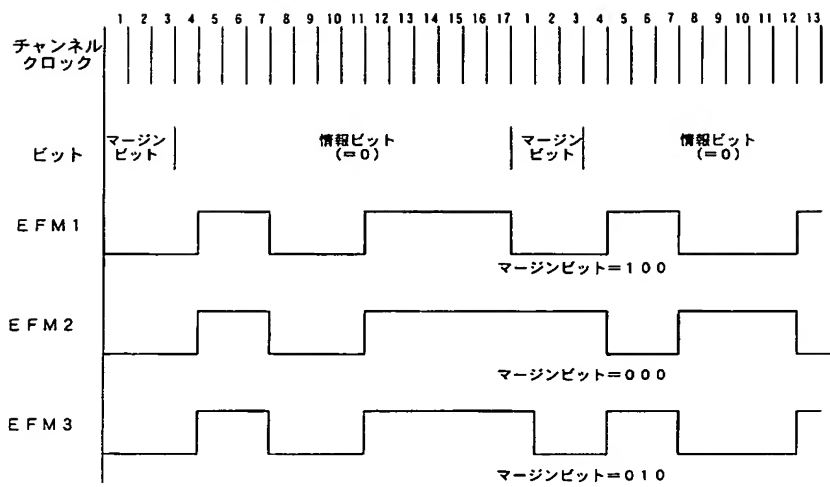 1 2 3 4 5 6 7 8 9 10 11 12 13 14 15 16 17 1 2 3 4 5 6 7 8 9 10 11 12 13
チャンネル
クロック
ビット
マージン
ビット
情報ビット
(=0)
マージン
ビット
情報ビット
(=0)
EFM1
マージンビット=100
EFM2
マージンビット=000
EFM3
マージンビット=010